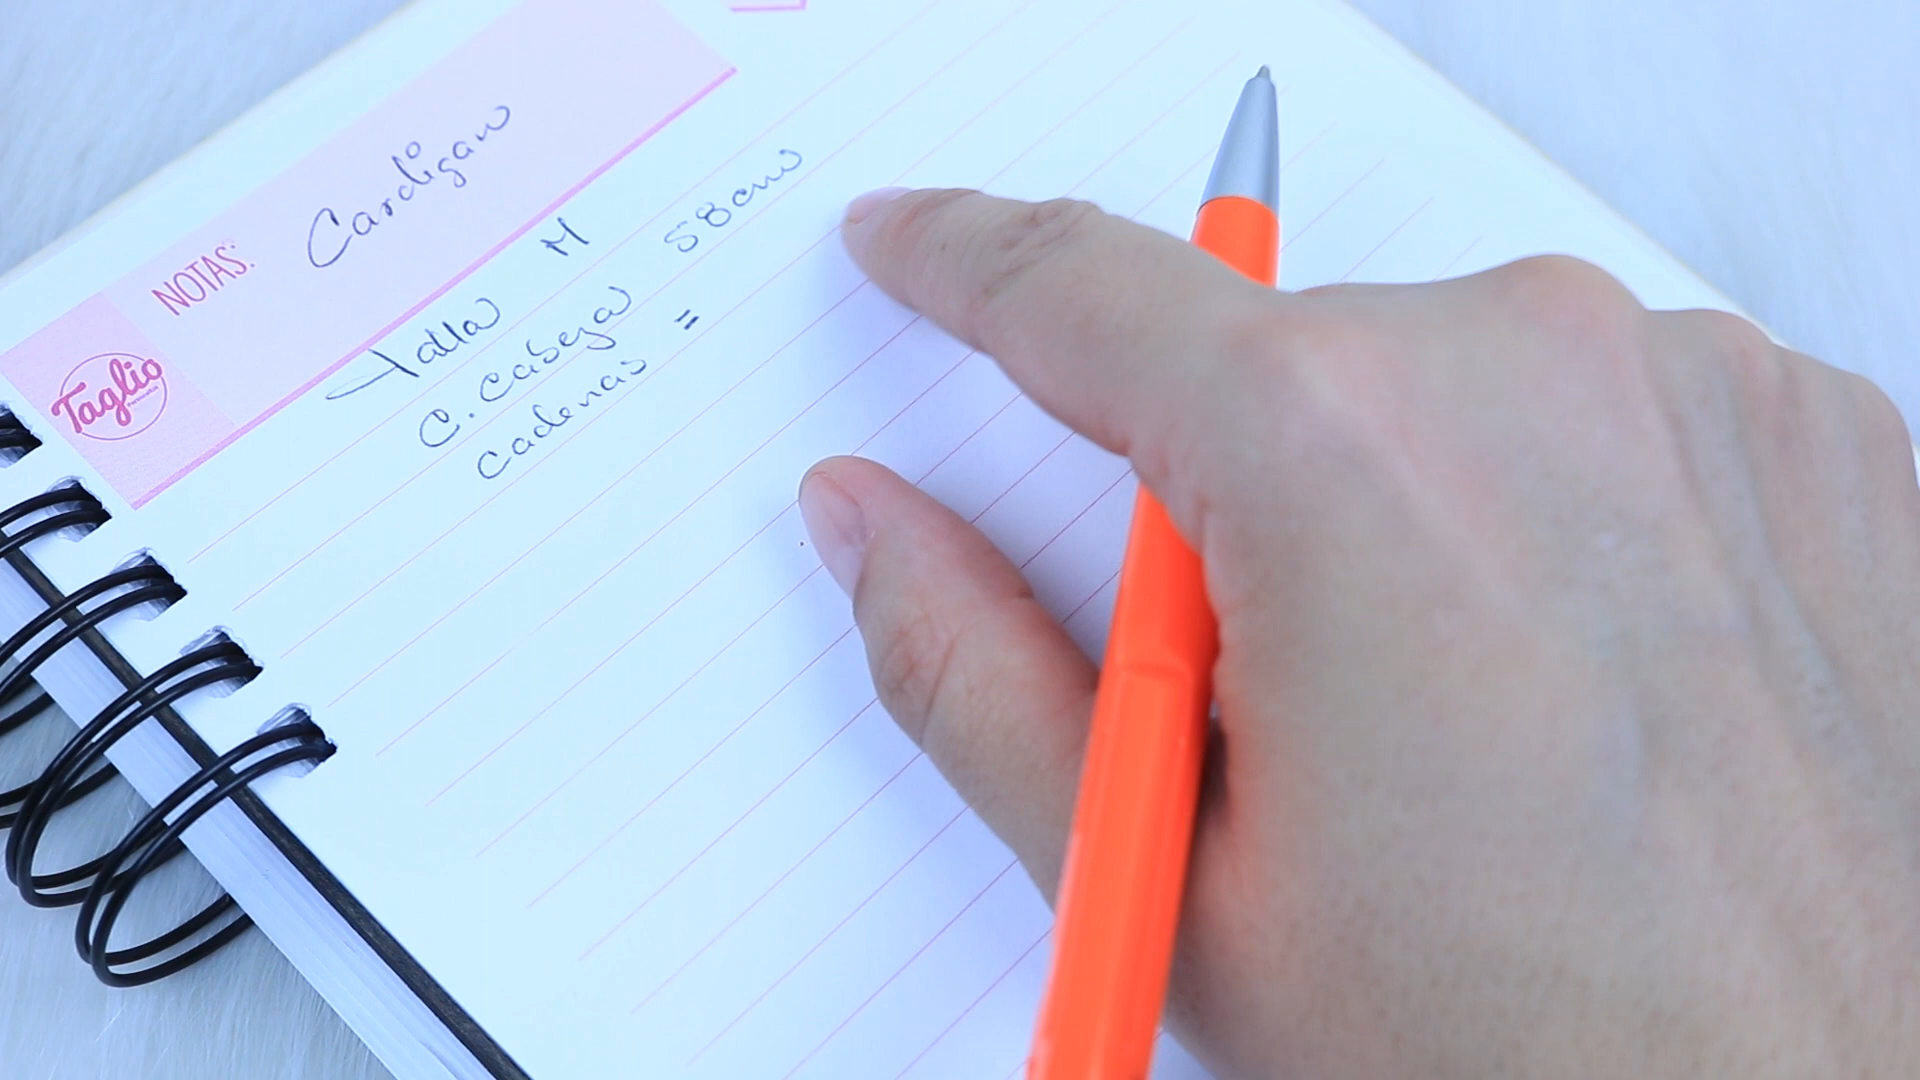 NOTAS: Cardigan
Taglio
Talla M
C. cabeza 58cm
cadenas =